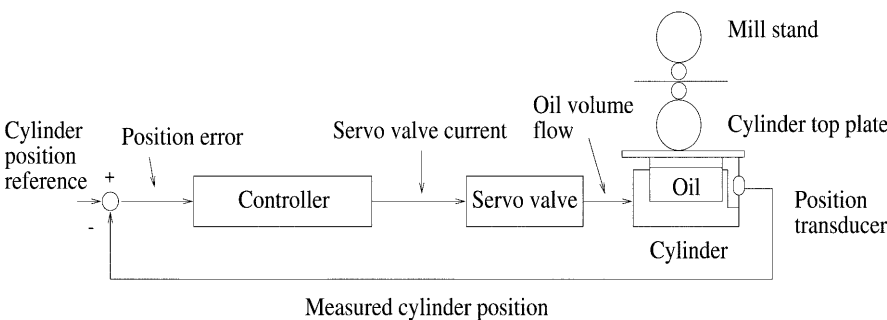 Mill stand
Oil volume
flow
Cylinder top plate
Servo valve current
Cylinder
position
reference
Position error
+
-
Controller
Servo valve
Oil
Position
transducer
Cylinder
Measured cylinder position